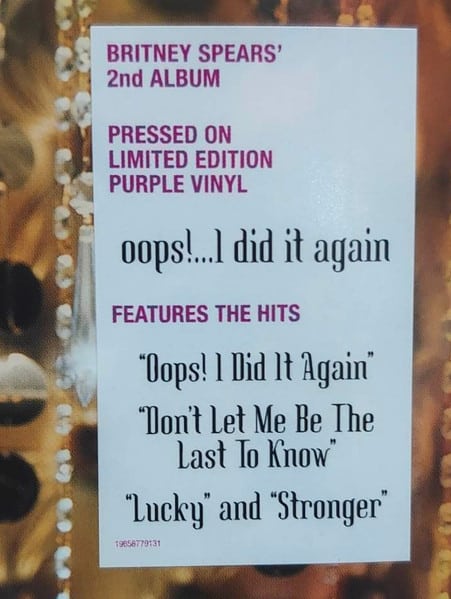 BRITNEY SPEARS'
2nd ALBUM
PRESSED ON
LIMITED EDITION
PURPLE VINYL
oops!...I did it again
FEATURES THE HITS
"Oops! I Did It Again"
"Don't Let Me Be The
Last To Know"
"Lucky" and "Stronger"
19658779131